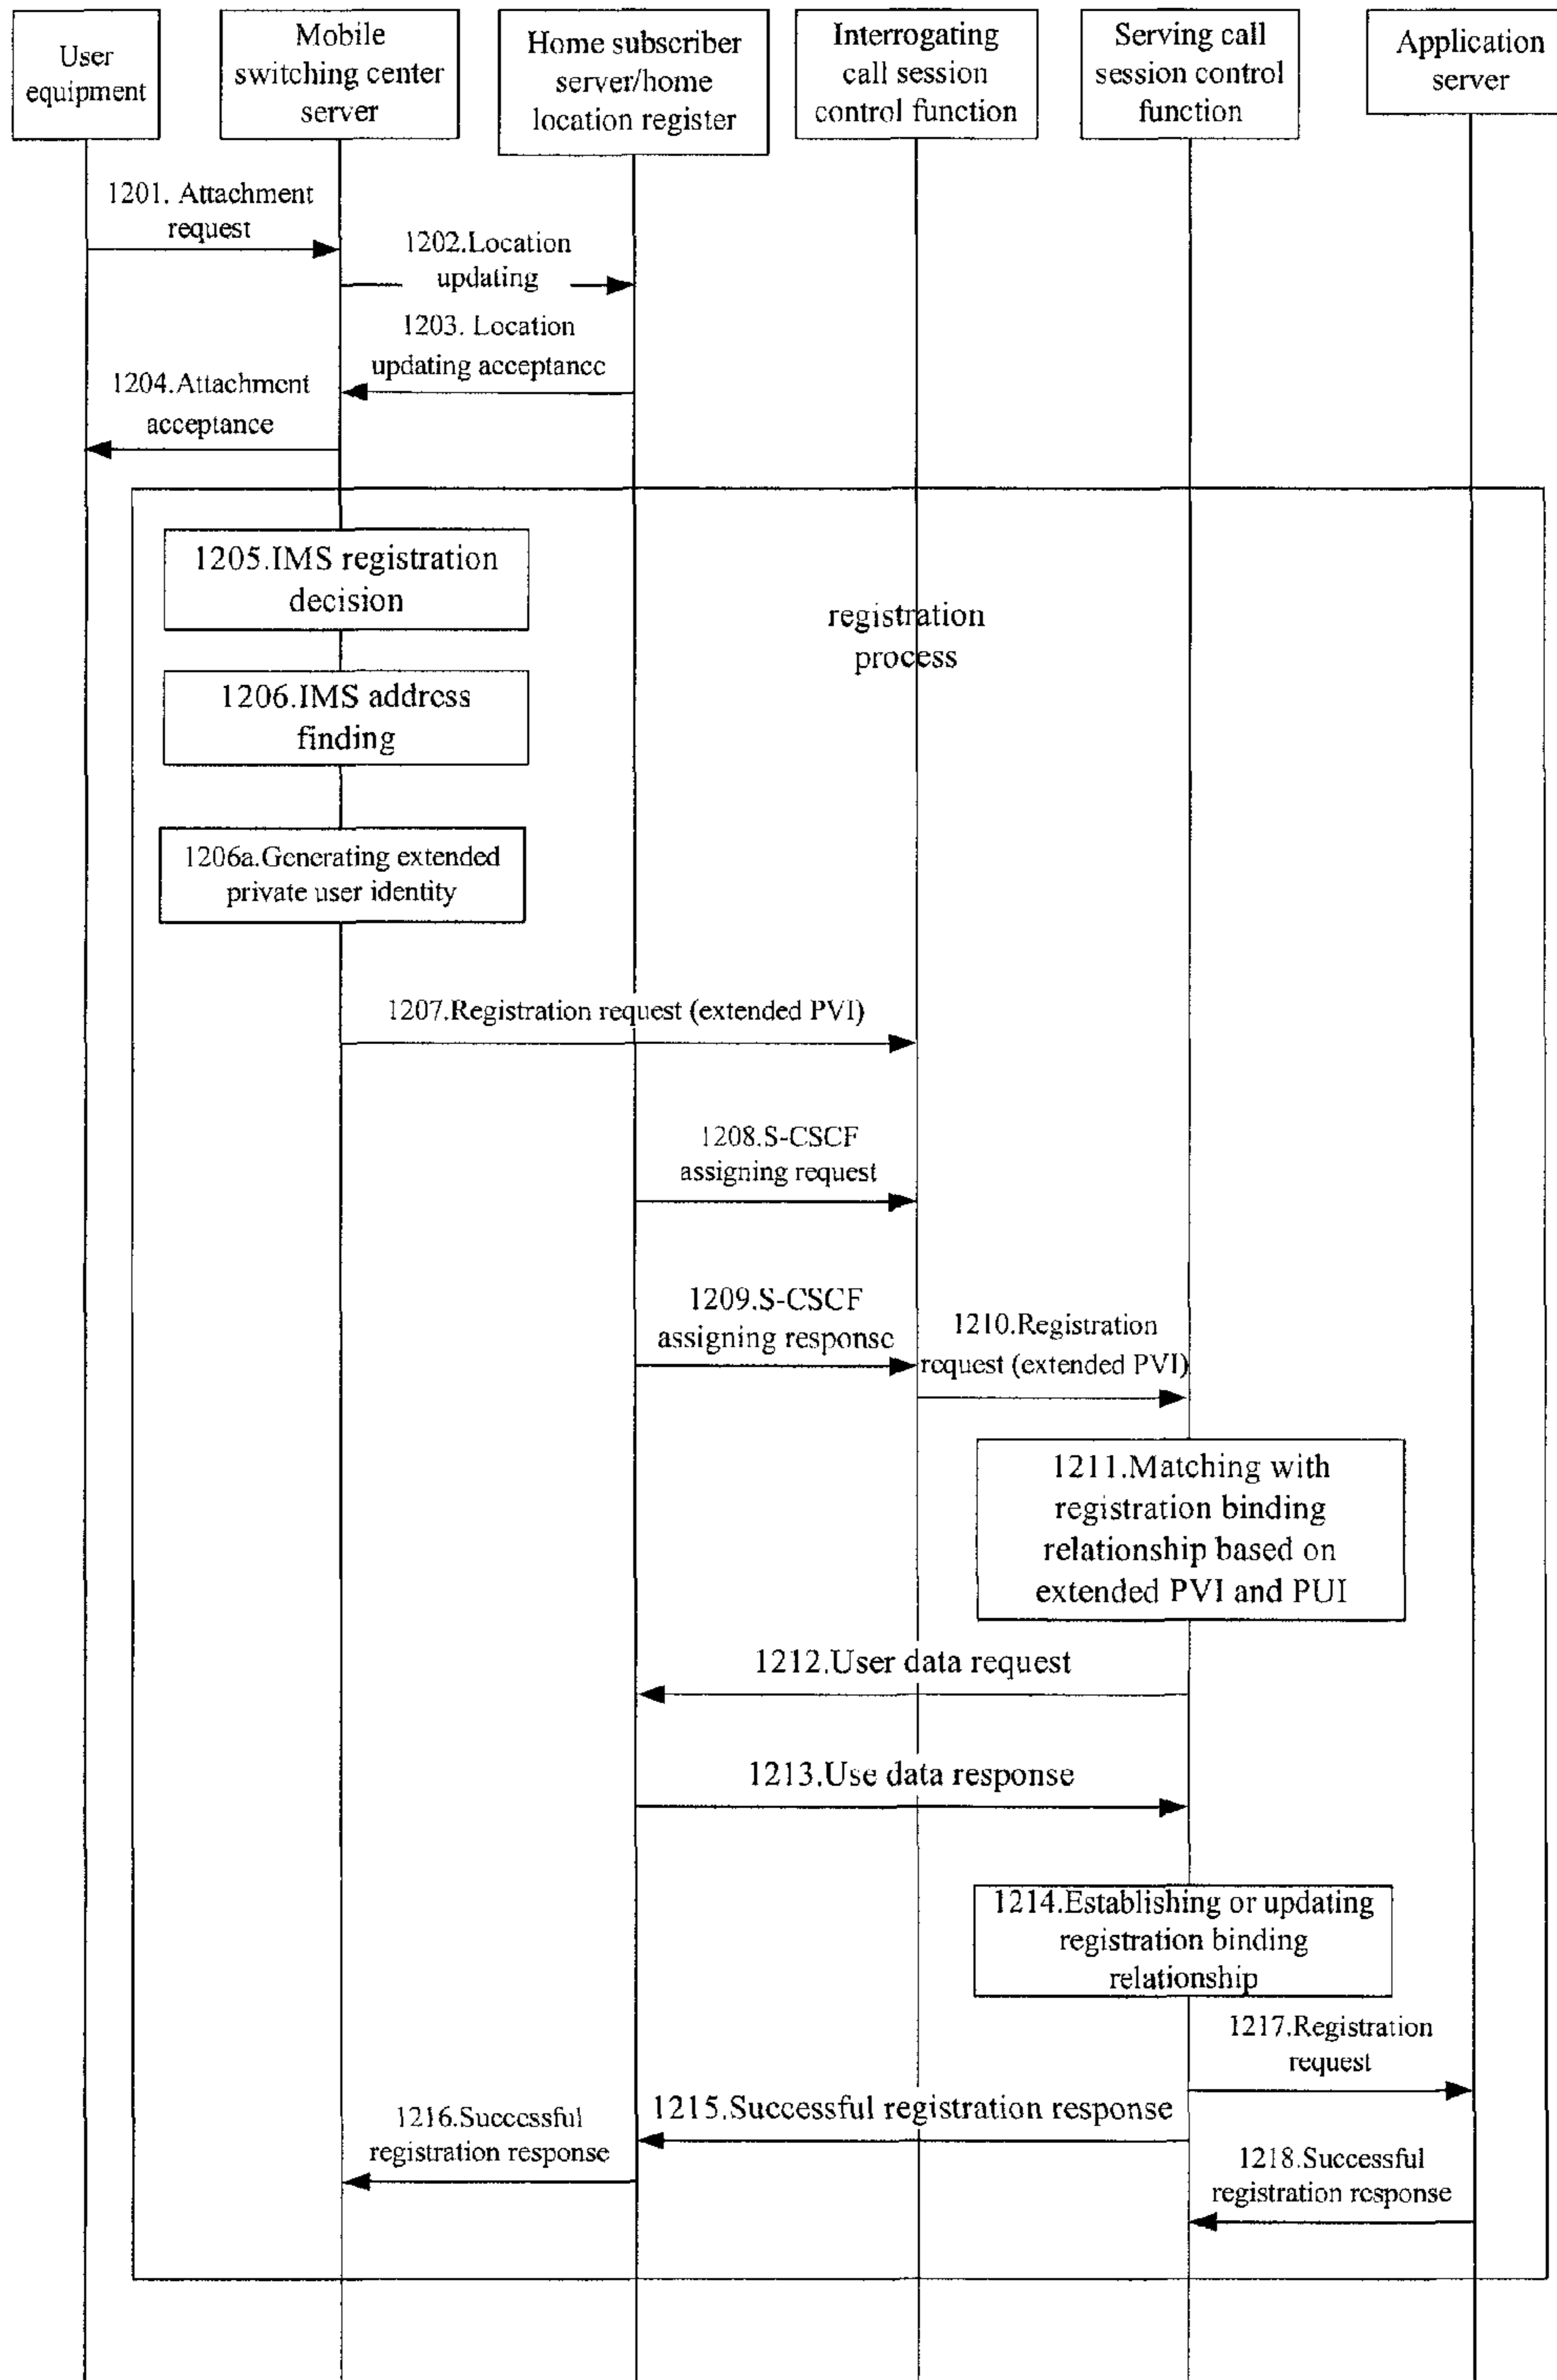 User
equipment
Mobile
switching center
server
Home subscriber
server/home
location register
Interrogating
call session
control function
Serving call
session control
function
Application
server
1201. Attachment
request
1202.Location
updating
1203. Location
updating acceptance
1204.Attachment
acceptance
1205.IMS registration
decision
registration
process
1206.IMS address
finding
1206a.Generating extended
private user identity
1207.Registration request (extended PVI)
1208.S-CSCF
assigning request
1209.S-CSCF
assigning response
1210.Registration
request (extended PVI)
1211.Matching with
registration binding
relationship based on
extended PVI and PUI
1212.User data request
1213.Use data response
1214.Establishing or updating
registration binding
relationship
1217.Registration
request
1215.Successful registration response
1216.Successful
registration response
1218.Successful
registration response